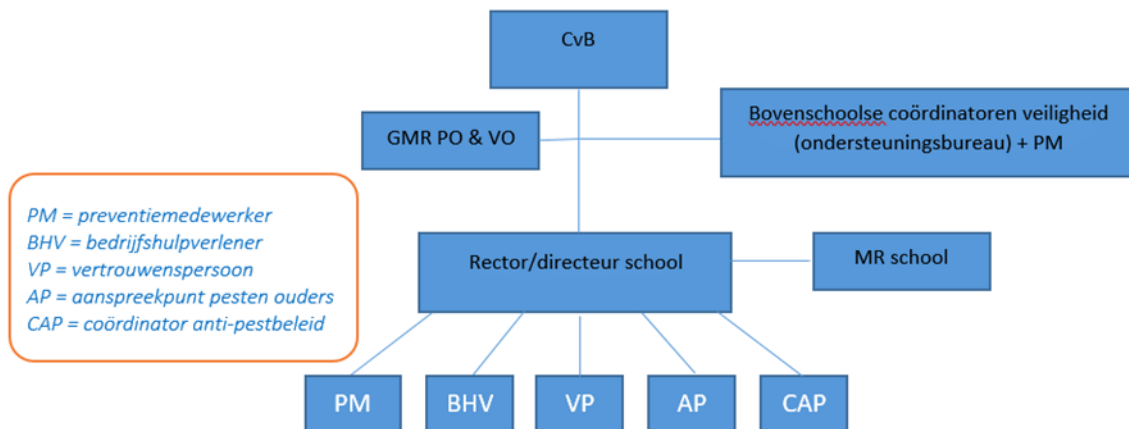 CvB
GMR PO & VO
Bovenschoolse coördinatoren veiligheid
(ondersteuningsbureau) + PM
PM = preventiemedewerker
BHV = bedrijfshulpverlener
VP = vertrouwenspersoon
AP = aanspreekpunt pesten ouders
CAP = coördinator anti-pestbeleid
Rector/directeur school
MR school
PM
BHV
VP
AP
CAP